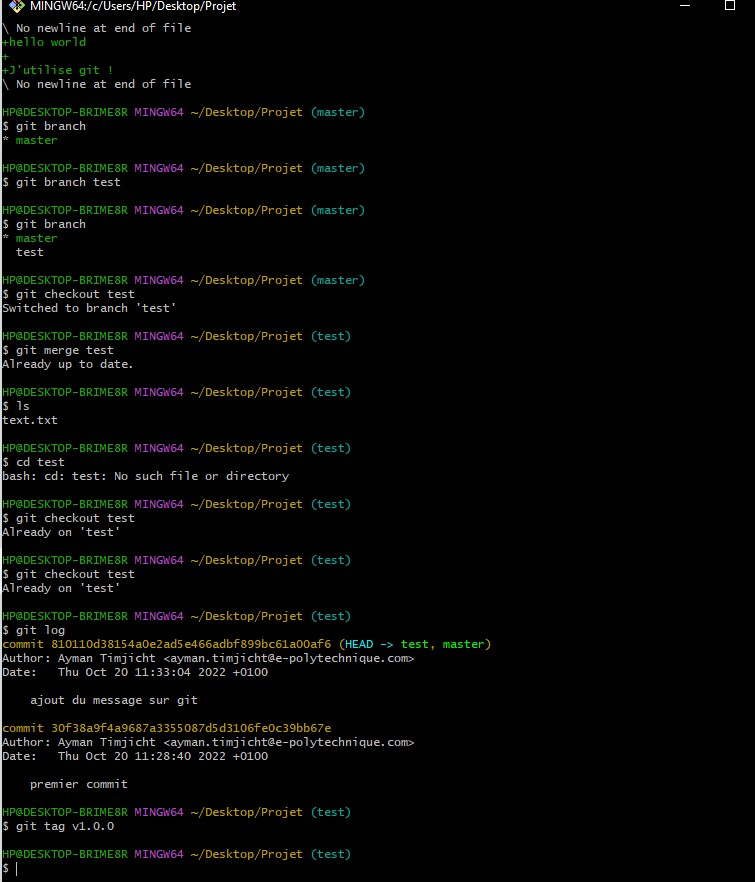 MINGW64:/c/Users/HP/Desktop/Projet
\ No newline at end of file
+hello world
+
+J'utilise git !
\ No newline at end of file
HP@DESKTOP-BRIME8R MINGW64 ~/Desktop/Projet (master)
$ git branch
* master
HP@DESKTOP-BRIME8R MINGW64 ~/Desktop/Projet (master)
$ git branch test
HP@DESKTOP-BRIME8R MINGW64 ~/Desktop/Projet (master)
$ git branch
* master
  test
HP@DESKTOP-BRIME8R MINGW64 ~/Desktop/Projet (master)
$ git checkout test
Switched to branch 'test'
HP@DESKTOP-BRIME8R MINGW64 ~/Desktop/Projet (test)
$ git merge test
Already up to date.
HP@DESKTOP-BRIME8R MINGW64 ~/Desktop/Projet (test)
$ ls
text.txt
HP@DESKTOP-BRIME8R MINGW64 ~/Desktop/Projet (test)
$ cd test
bash: cd: test: No such file or directory
HP@DESKTOP-BRIME8R MINGW64 ~/Desktop/Projet (test)
$ git checkout test
Already on 'test'
HP@DESKTOP-BRIME8R MINGW64 ~/Desktop/Projet (test)
$ git checkout test
Already on 'test'
HP@DESKTOP-BRIME8R MINGW64 ~/Desktop/Projet (test)
$ git log
commit 810110d38154a0e2ad5e466adbf899bc61a00af6 (HEAD -> test, master)
Author: Ayman Timjicht <ayman.timjicht@e-polytechnique.com>
Date:   Thu Oct 20 11:33:04 2022 +0100
    ajout du message sur git
commit 30f38a9f4a9687a3355087d5d3106fe0c39bb67e
Author: Ayman Timjicht <ayman.timjicht@e-polytechnique.com>
Date:   Thu Oct 20 11:28:40 2022 +0100
    premier commit
HP@DESKTOP-BRIME8R MINGW64 ~/Desktop/Projet (test)
$ git tag v1.0.0
HP@DESKTOP-BRIME8R MINGW64 ~/Desktop/Projet (test)
$